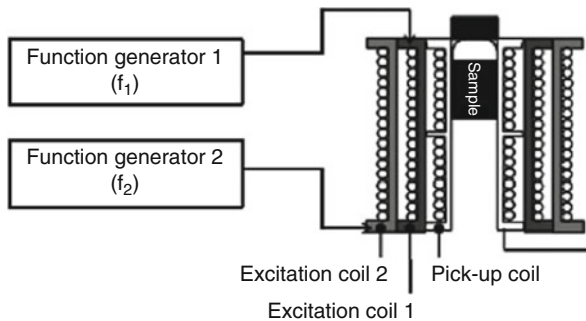 Function generator 1
(f₁)
Sample
Function generator 2
(f₂)
Excitation coil 2
Pick-up coil
Excitation coil 1